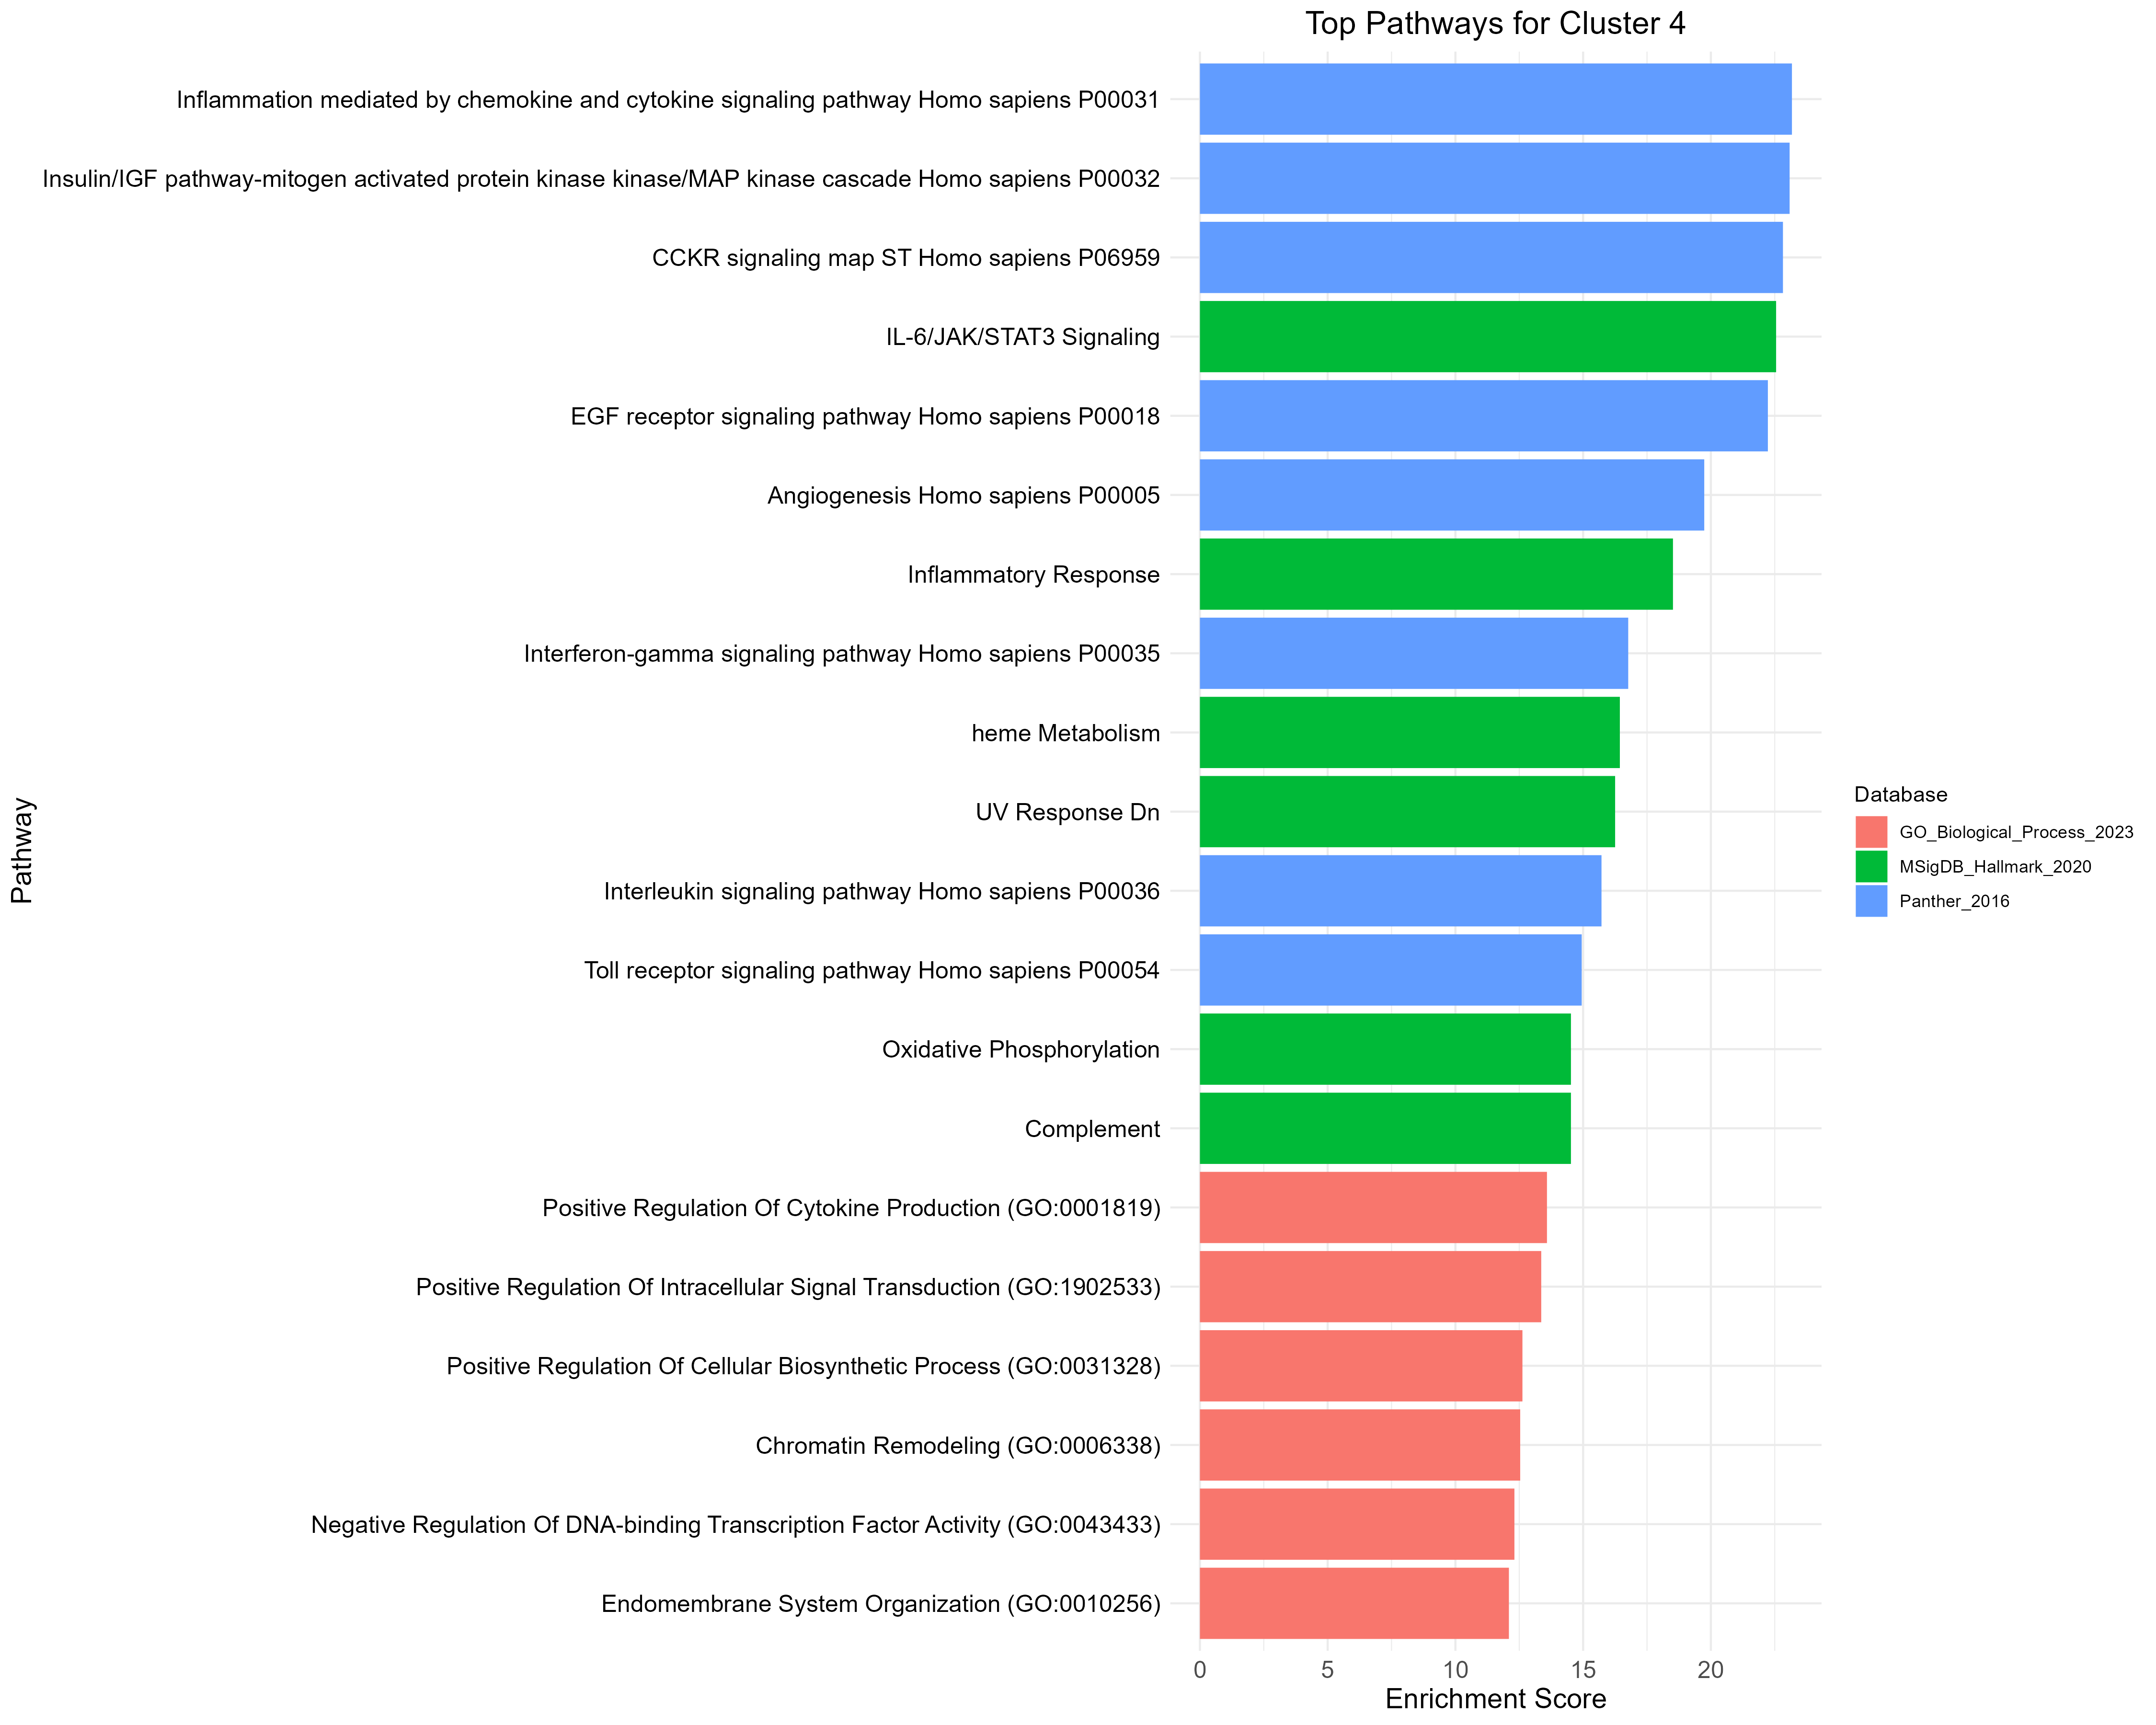 Top Pathways for Cluster 4
Inflammation mediated by chemokine and cytokine signaling pathway Homo sapiens P00031
Insulin/IGF pathway-mitogen activated protein kinase kinase/MAP kinase cascade Homo sapiens P00032
CCKR signaling map ST Homo sapiens P06959
IL-6/JAK/STAT3 Signaling
EGF receptor signaling pathway Homo sapiens P00018
Angiogenesis Homo sapiens P00005
Inflammatory Response
Interferon-gamma signaling pathway Homo sapiens P00035
heme Metabolism
UV Response Dn
Interleukin signaling pathway Homo sapiens P00036
Toll receptor signaling pathway Homo sapiens P00054
Oxidative Phosphorylation
Complement
Positive Regulation Of Cytokine Production (GO:0001819)
Positive Regulation Of Intracellular Signal Transduction (GO:1902533)
Positive Regulation Of Cellular Biosynthetic Process (GO:0031328)
Chromatin Remodeling (GO:0006338)
Negative Regulation Of DNA-binding Transcription Factor Activity (GO:0043433)
Endomembrane System Organization (GO:0010256)
Pathway
0 5 10 15 20
Enrichment Score
Database
GO_Biological_Process_2023
MSigDB_Hallmark_2020
Panther_2016